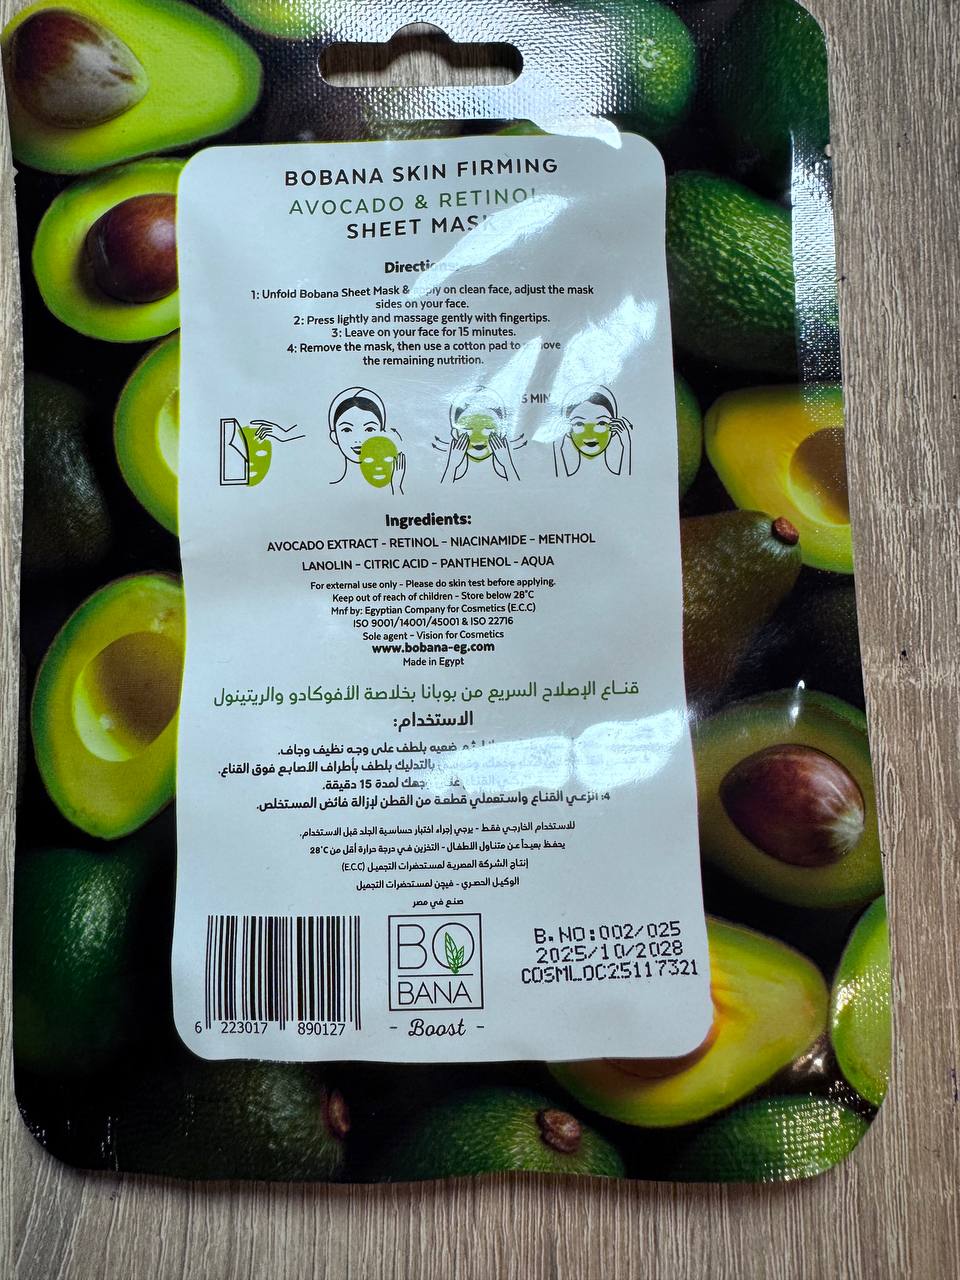 BOBANA SKIN FIRMING
AVOCADO & RETINOL
SHEET MASK
Directions:
1: Unfold Bobana Sheet Mask & on clean face, adjust the mask
sides on your face.
2: Press lightly and massage gently with fingertips.
3: Leave on your face for 15 minutes.
4: Remove the mask, then use a cotton pad to
the remaining nutrition.
MIN
Ingredients:
AVOCADO EXTRACT - RETINOL - NIACINAMIDE - MENTHOL
LANOLIN - CITRIC ACID - PANTHENOL - AQUA
For external use only - Please do skin test before applying.
Keep out of reach of children - Store below 28°C
Mnf by: Egyptian Company for Cosmetics (E.C.C)
ISO 9001/14001/45001 & ISO 22716
Sole agent - Vision for Cosmetics
www.bobana-eg.com
Made in Egypt
قناع الإصلاح السريع من بوبانا بخلاصة الأفوكادو والريتينول
الاستخدام:
ضعيه بلطف على وجه نظيف وجاف.
بالتدليك بلطف بأطراف الأصابع فوق القناع.
لمدة 15 دقيقة.
4: انزعي القناع واستعملي قطعة من القطن لإزالة فائض المستخلص.
للاستخدام الخارجي فقط - يرجي إجراء اختبار حساسية الجلد قبل الاستخدام.
يحفظ بعيداً عن متناول الاطفال - التخزين في درجة حرارة أقل من 28°C
إنتاج الشركة المصرية لمستحضرات التجميل (E.C.C)
الوكيل الحصري - فيچن لمستحضرات التجميل
صنع في مصر
BO
BANA
- Boost -
6 223017 890127
B.NO:002/025
2025/10/2028
COSML0C25117321